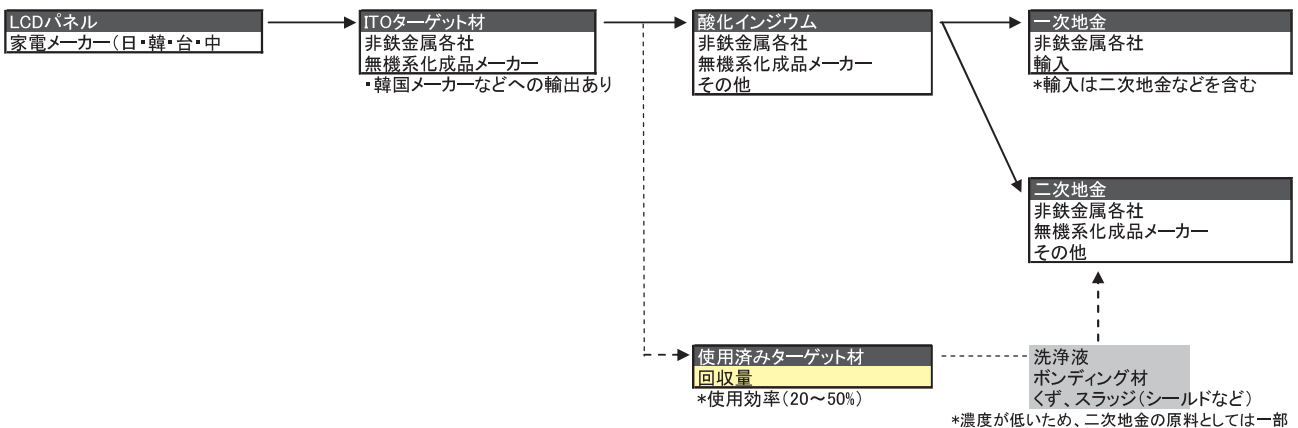 LCDパネル
家電メーカー(日・韓・台・中
ITOターゲット材
非鉄金属各社
無機系化成品メーカー
・韓国メーカーなどへの輸出あり
酸化インジウム
非鉄金属各社
無機系化成品メーカー
その他
一次地金
非鉄金属各社
輸入
*輸入は二次地金などを含む
二次地金
非鉄金属各社
無機系化成品メーカー
その他
使用済みターゲット材
回収量
*使用効率(20～50%)
洗浄液
ボンディング材
くず、スラッジ(シールドなど)
*濃度が低いため、二次地金の原料としては一部